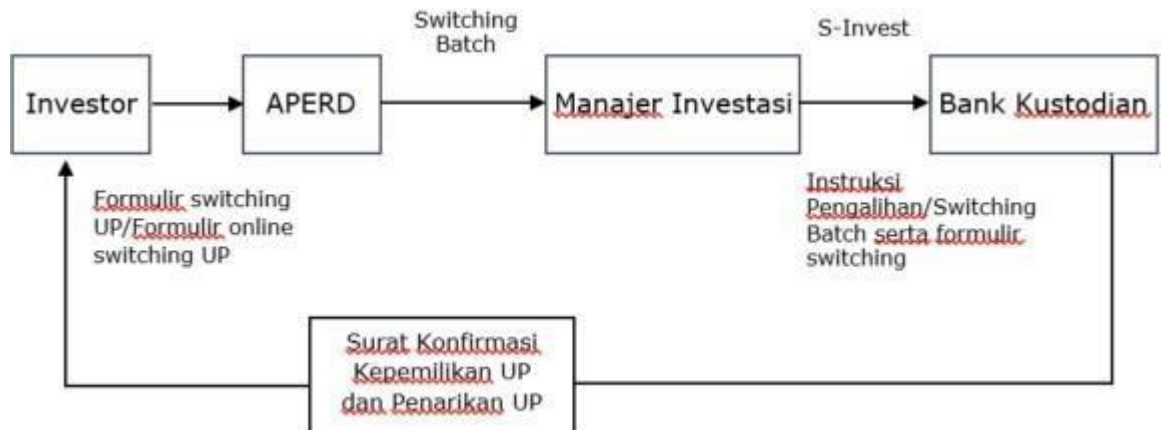 Switching
Batch
S-Invest
Investor
APERD
Manajer Investasi
Bank Kustodian
Formulir switching
UP/Formulir online
switching UP
Instruksi
Pengalihan/Switching
Batch serta formulir
switching
Surat Konfirmasi
Kepemilikan UP
dan Penarikan UP